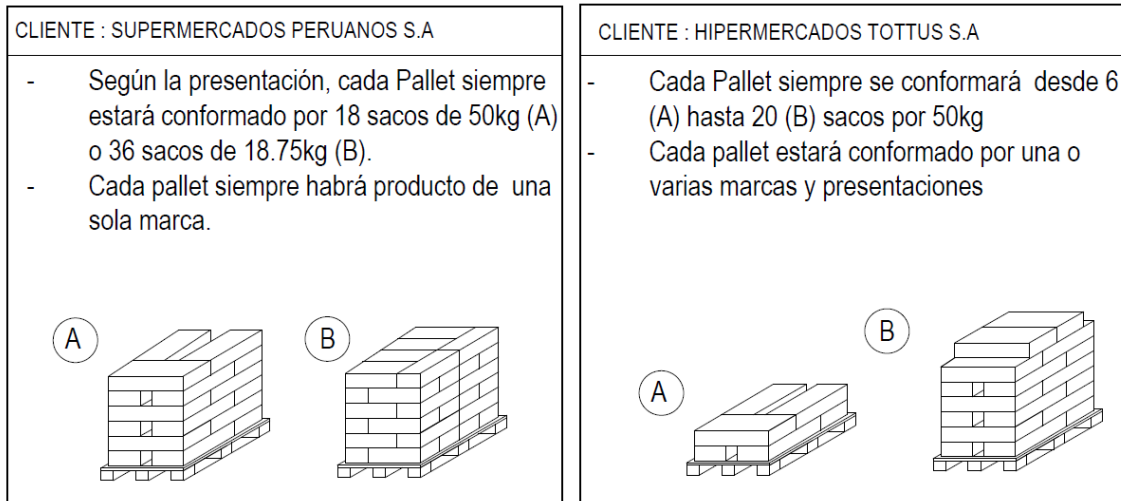 CLIENTE : SUPERMERCADOS PERUANOS S.A
- Según la presentación, cada Pallet siempre
estará conformado por 18 sacos de 50kg (A)
o 36 sacos de 18.75kg (B).
- Cada pallet siempre habrá producto de una
sola marca.
A
B
CLIENTE : HIPERMERCADOS TOTTUS S.A
- Cada Pallet siempre se conformará desde 6
(A) hasta 20 (B) sacos por 50kg
- Cada pallet estará conformado por una o
varias marcas y presentaciones
A
B